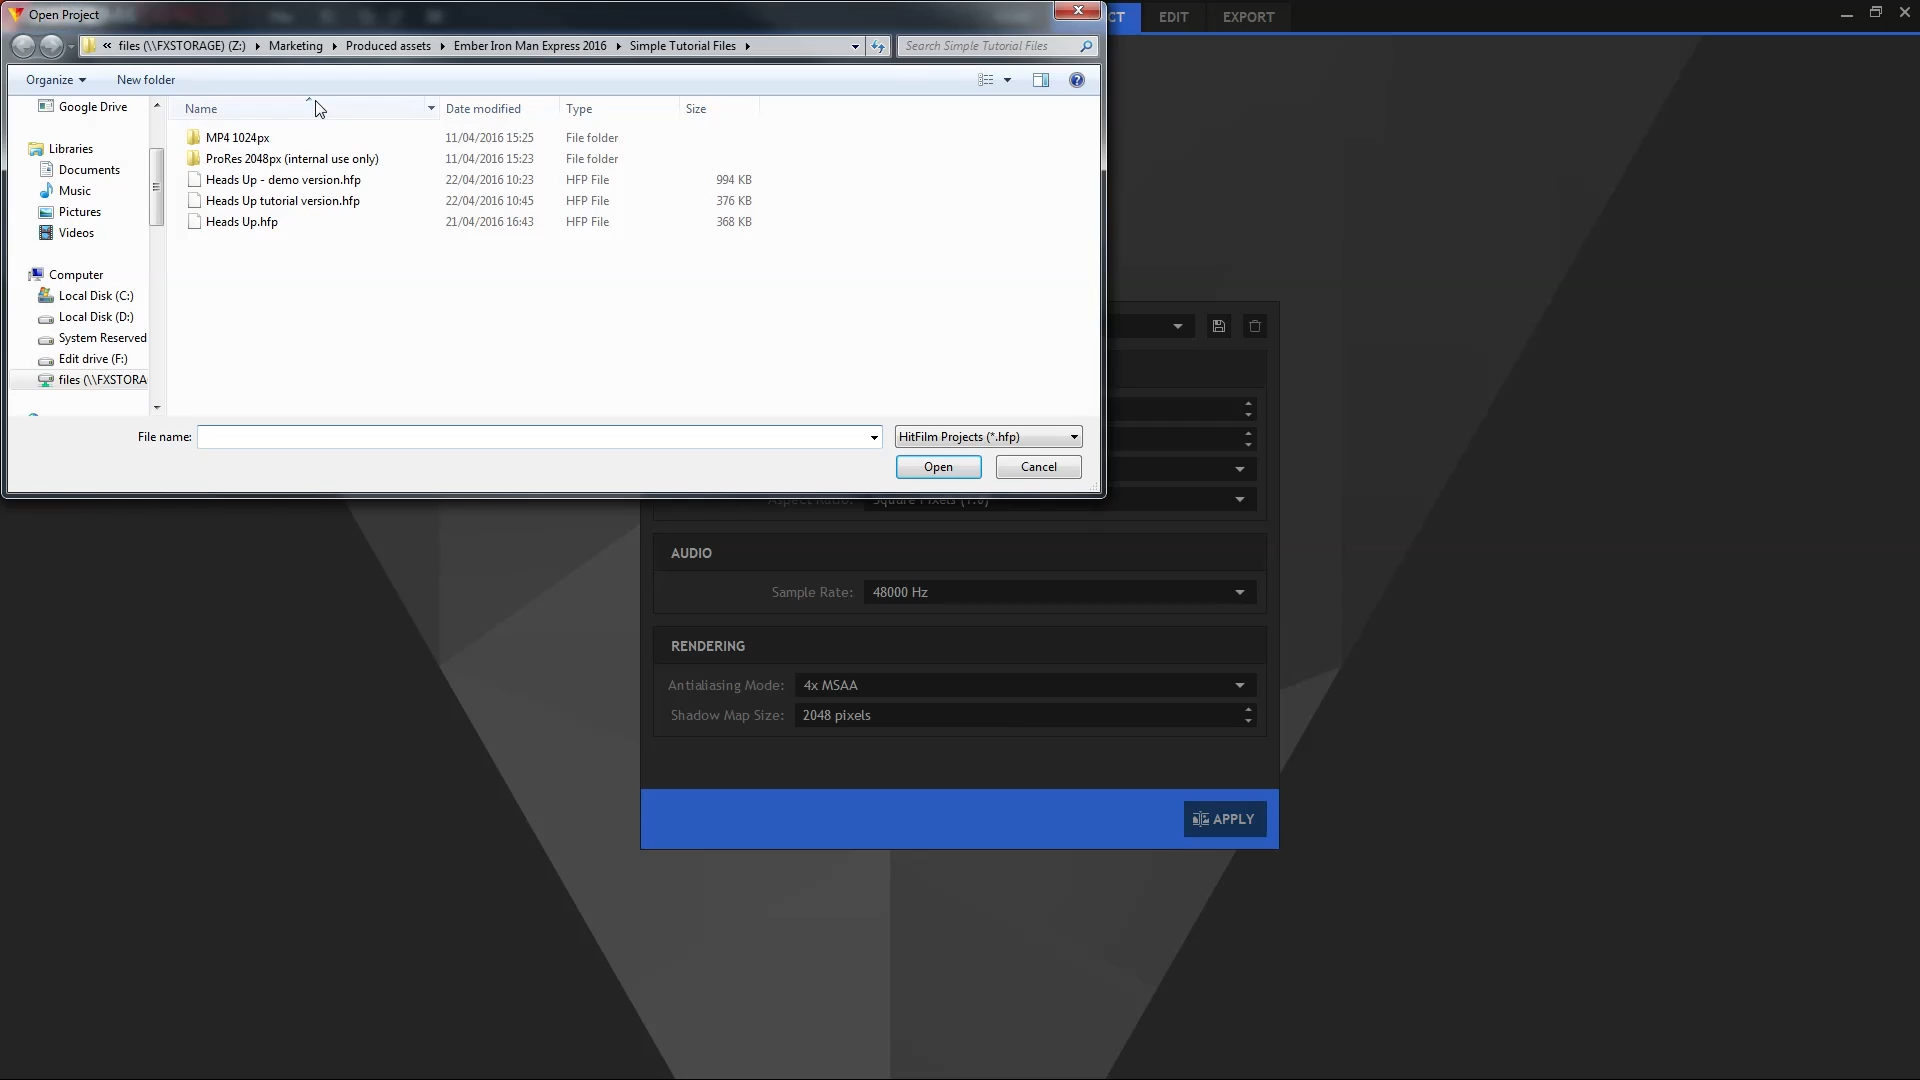 Open Project
CT EDIT EXPORT
« files (\\FXSTORAGE) (Z:) Marketing Produced assets Ember Iron Man Express 2016 Simple Tutorial Files Search Simple Tutorial Files
Organize New folder
Name Date modified Type Size
Google Drive
Libraries
Documents
Music
Pictures
Videos
Computer
Local Disk (C:)
Local Disk (D:)
System Reserved
Edit drive (F:)
files (\\FXSTORA
MP4 1024px 11/04/2016 15:25 File folder
ProRes 2048px (internal use only) 11/04/2016 15:23 File folder
Heads Up - demo version.hfp 22/04/2016 10:23 HFP File 994 KB
Heads Up tutorial version.hfp 22/04/2016 10:45 HFP File 376 KB
Heads Up.hfp 21/04/2016 16:43 HFP File 368 KB
File name: HitFilm Projects (*.hfp)
Open Cancel
Aspect Ratio: Square Pixels (1.0)
AUDIO
Sample Rate: 48000 Hz
RENDERING
Antialiasing Mode: 4x MSAA
Shadow Map Size: 2048 pixels
APPLY